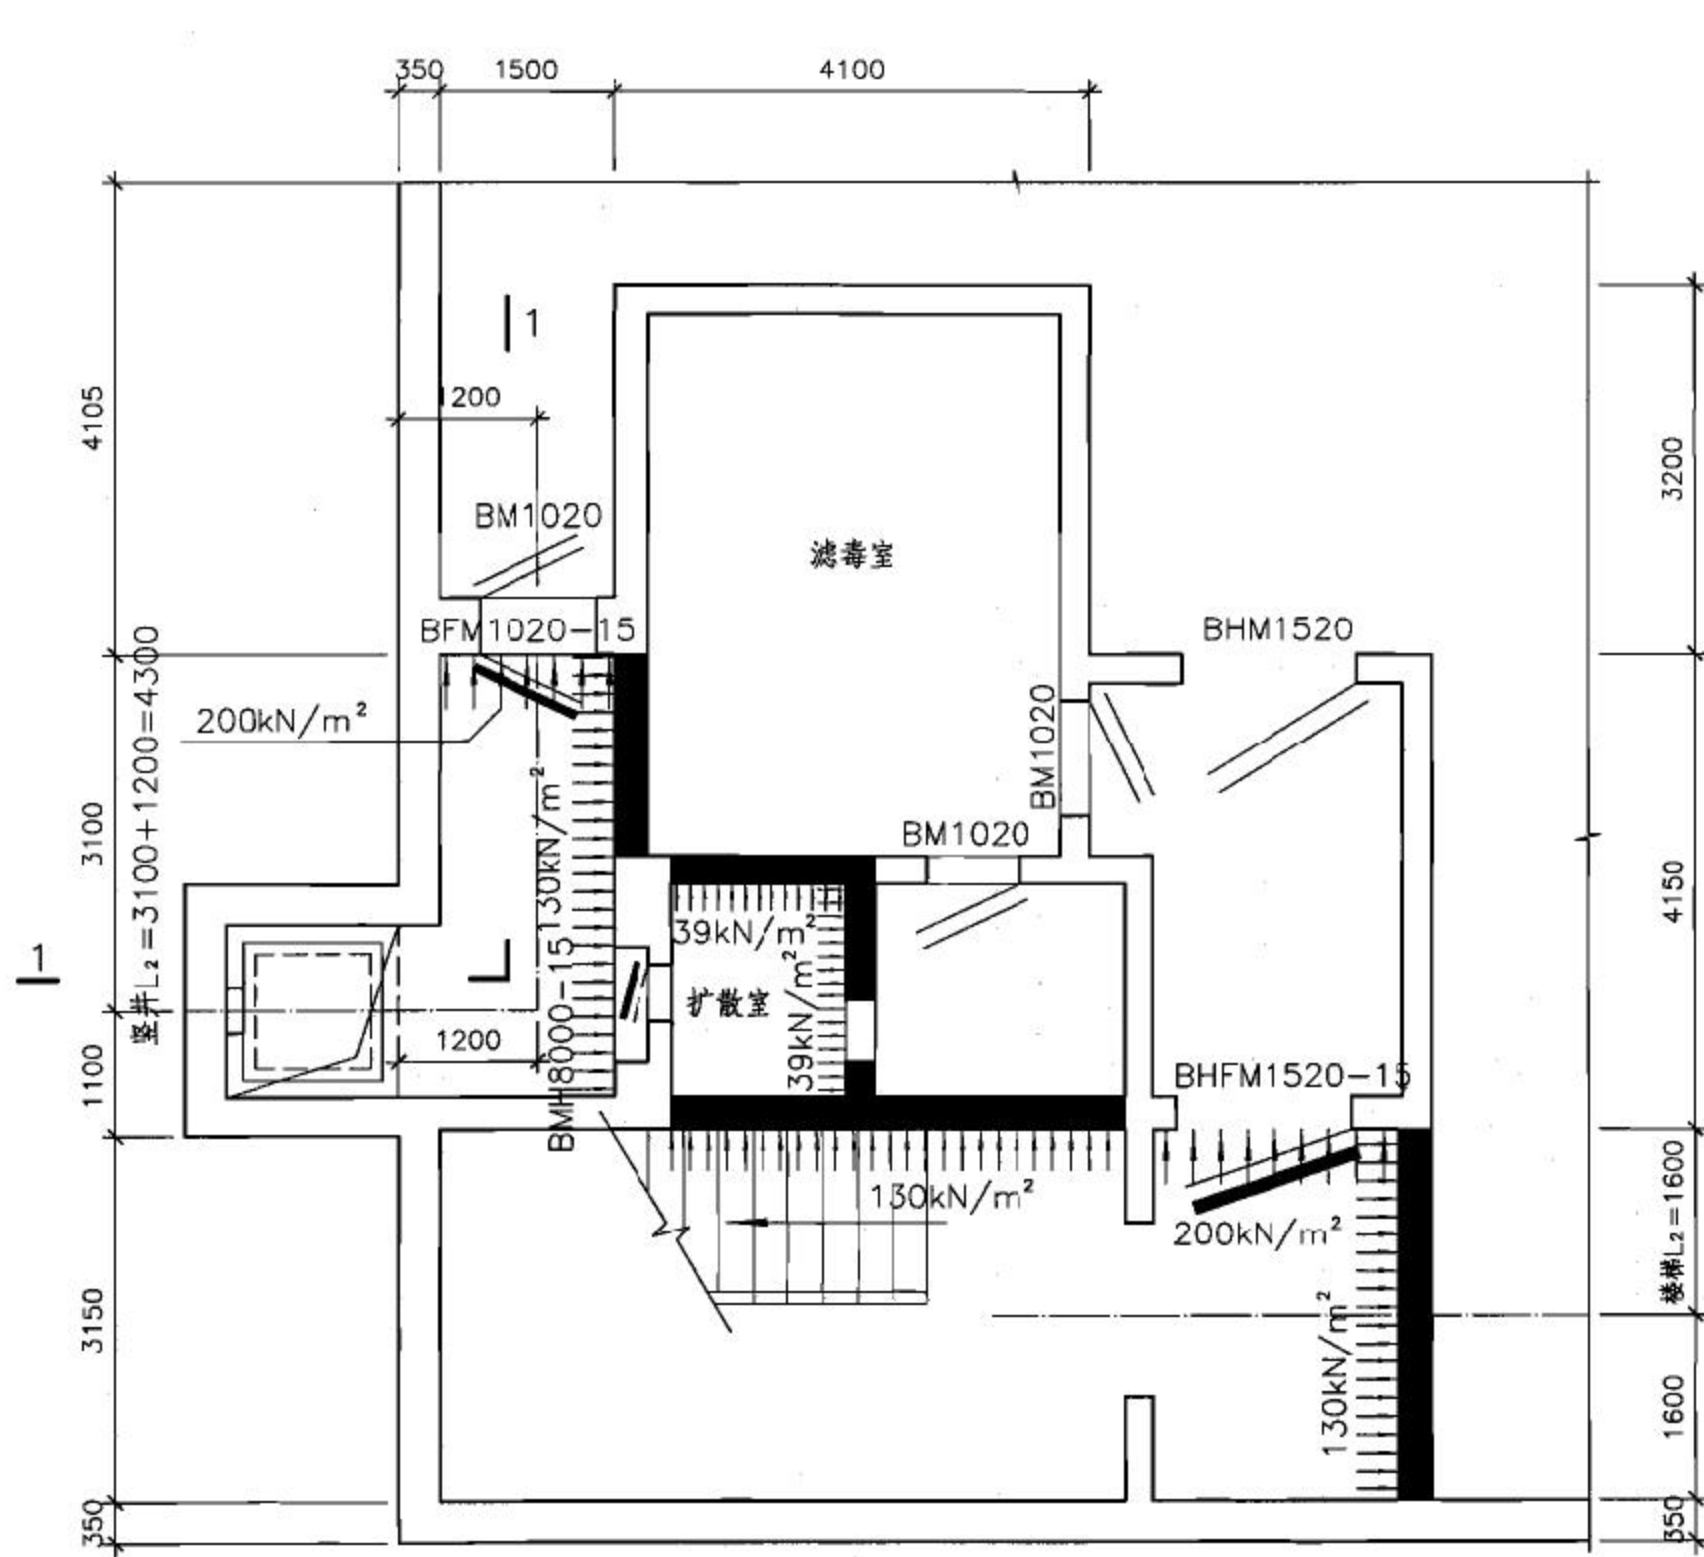 350
1500
4100
1
1200
4105
3200
BM1020
滤毒室
BFM1020-15
BHM1520
200kN/m²
竖井L₂=3100+1200=4300
3100
130kN/m²
BM1020
BM1020
4150
39kN/m²
1
扩散室
39kN/m²
BMH8000-15
1200
1100
BHFM1520-15
130kN/m²
200kN/m²
楼梯L₂=1600
3150
130kN/m²
1600
350
350